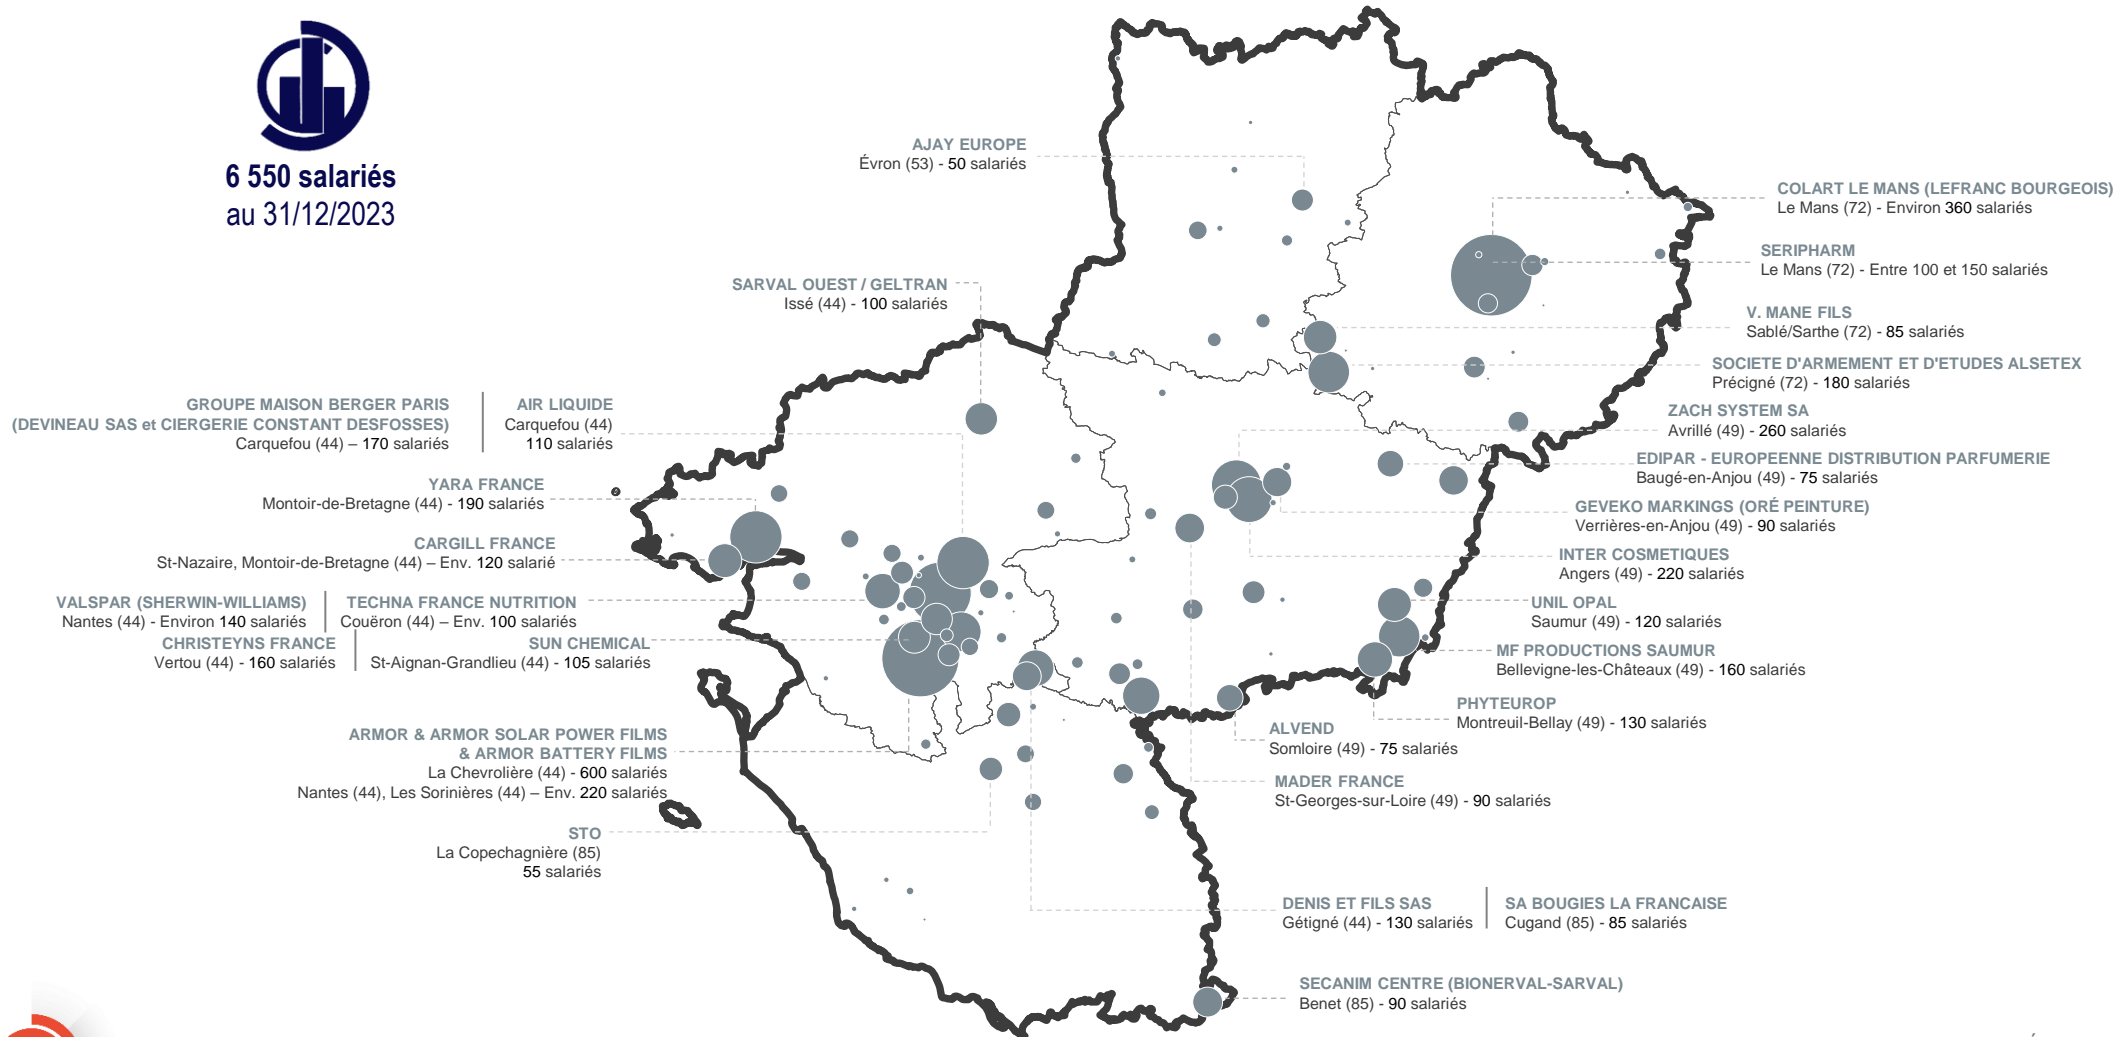 6 550 salariés
au 31/12/2023
AJAY EUROPE
Évron (53) - 50 salariés
SARVAL OUEST / GELTRAN
Issé (44) - 100 salariés
GROUPE MAISON BERGER PARIS
(DEVINEAU SAS et CIERGERIE CONSTANT DESFOSSES)
Carquefou (44) – 170 salariés
AIR LIQUIDE
Carquefou (44)
110 salariés
YARA FRANCE
Montoir-de-Bretagne (44) - 190 salariés
CARGILL FRANCE
St-Nazaire, Montoir-de-Bretagne (44) – Env. 120 salarié
VALSPAR (SHERWIN-WILLIAMS)
Nantes (44) - Environ 140 salariés
TECHNA FRANCE NUTRITION
Couëron (44) – Env. 100 salariés
CHRISTEYNS FRANCE
Vertou (44) - 160 salariés
SUN CHEMICAL
St-Aignan-Grandlieu (44) - 105 salariés
ARMOR & ARMOR SOLAR POWER FILMS
& ARMOR BATTERY FILMS
La Chevrolière (44) - 600 salariés
Nantes (44), Les Sorinières (44) – Env. 220 salariés
STO
La Copechagnière (85)
55 salariés
COLART LE MANS (LEFRANC BOURGEOIS)
Le Mans (72) - Environ 360 salariés
SERIPHARM
Le Mans (72) - Entre 100 et 150 salariés
V. MANE FILS
Sablé/Sarthe (72) - 85 salariés
SOCIETE D'ARMEMENT ET D'ETUDES ALSETEX
Précigné (72) - 180 salariés
ZACH SYSTEM SA
Avrillé (49) - 260 salariés
EDIPAR - EUROPEENNE DISTRIBUTION PARFUMERIE
Baugé-en-Anjou (49) - 75 salariés
GEVEKO MARKINGS (ORÉ PEINTURE)
Verrières-en-Anjou (49) - 90 salariés
INTER COSMETIQUES
Angers (49) - 220 salariés
UNIL OPAL
Saumur (49) - 120 salariés
MF PRODUCTIONS SAUMUR
Bellevigne-les-Châteaux (49) - 160 salariés
PHYTEUROP
Montreuil-Bellay (49) - 130 salariés
ALVEND
Somloire (49) - 75 salariés
MADER FRANCE
St-Georges-sur-Loire (49) - 90 salariés
DENIS ET FILS SAS
Gétigné (44) - 130 salariés
SA BOUGIES LA FRANCAISE
Cugand (85) - 85 salariés
SECANIM CENTRE (BIONERVAL-SARVAL)
Benet (85) - 90 salariés